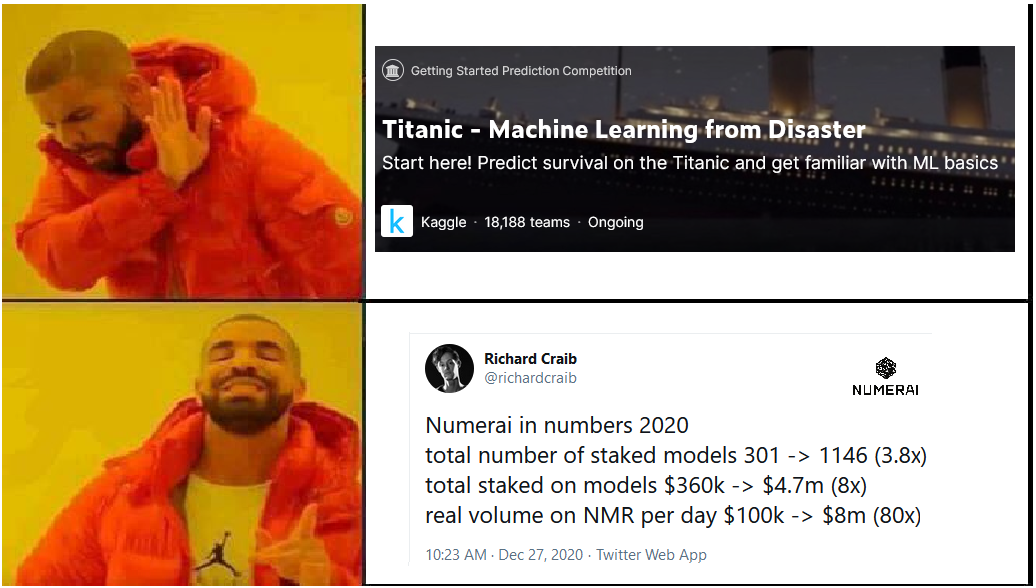 Getting Started Prediction Competition
Titanic - Machine Learning from Disaster
Start here! Predict survival on the Titanic and get familiar with ML basics
k
Kaggle · 18,188 teams · Ongoing
Richard Craib
@richardcraib
NUMERAI
Numerai in numbers 2020
total number of staked models 301 -> 1146 (3.8x)
total staked on models $360k -> $4.7m (8x)
real volume on NMR per day $100k -> $8m (80x)
10:23 AM · Dec 27, 2020 · Twitter Web App